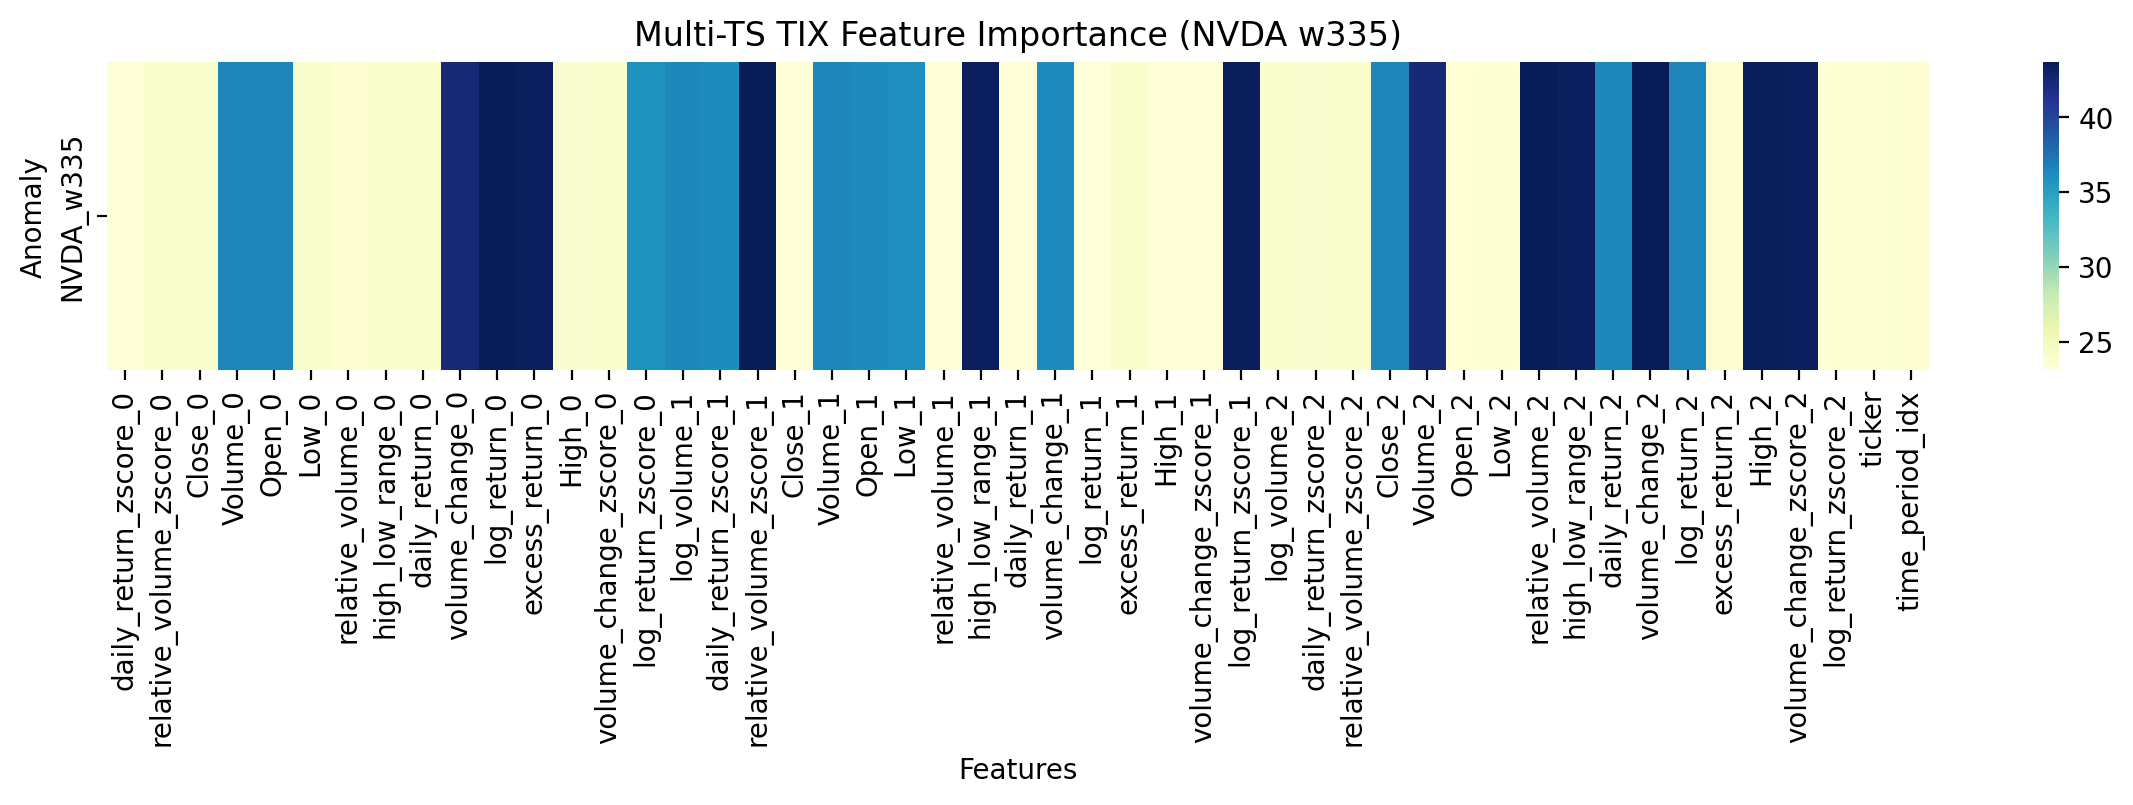 Multi-TS TIX Feature Importance (NVDA w335)
Anomaly
NVDA_w335
40
35
30
25
daily_return_zscore_0
relative_volume_zscore_0
Close_0
Volume_0
Open_0
Low_0
relative_volume_0
high_low_range_0
daily_return_0
volume_change_0
log_return_0
excess_return_0
High_0
volume_change_zscore_0
log_return_zscore_0
log_volume_1
daily_return_zscore_1
relative_volume_zscore_1
Close_1
Volume_1
Open_1
Low_1
relative_volume_1
high_low_range_1
daily_return_1
volume_change_1
log_return_1
excess_return_1
High_1
volume_change_zscore_1
log_return_zscore_1
log_volume_2
daily_return_zscore_2
relative_volume_zscore_2
Close_2
Volume_2
Open_2
Low_2
relative_volume_2
high_low_range_2
daily_return_2
volume_change_2
log_return_2
excess_return_2
High_2
volume_change_zscore_2
log_return_zscore_2
ticker
time_period_idx
Features